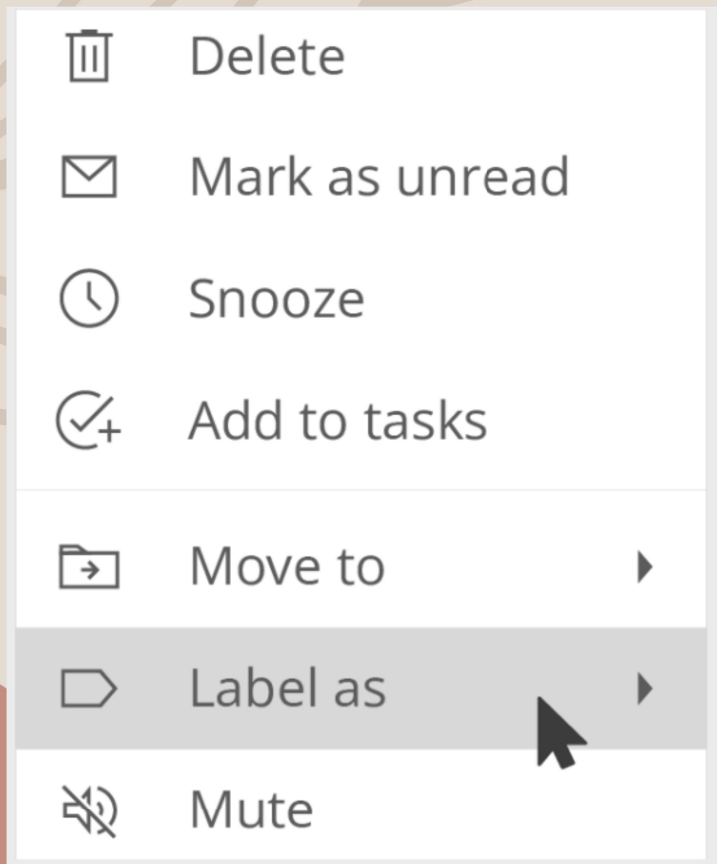 Delete
Mark as unread
Snooze
Add to tasks
Move to
Label as
Mute